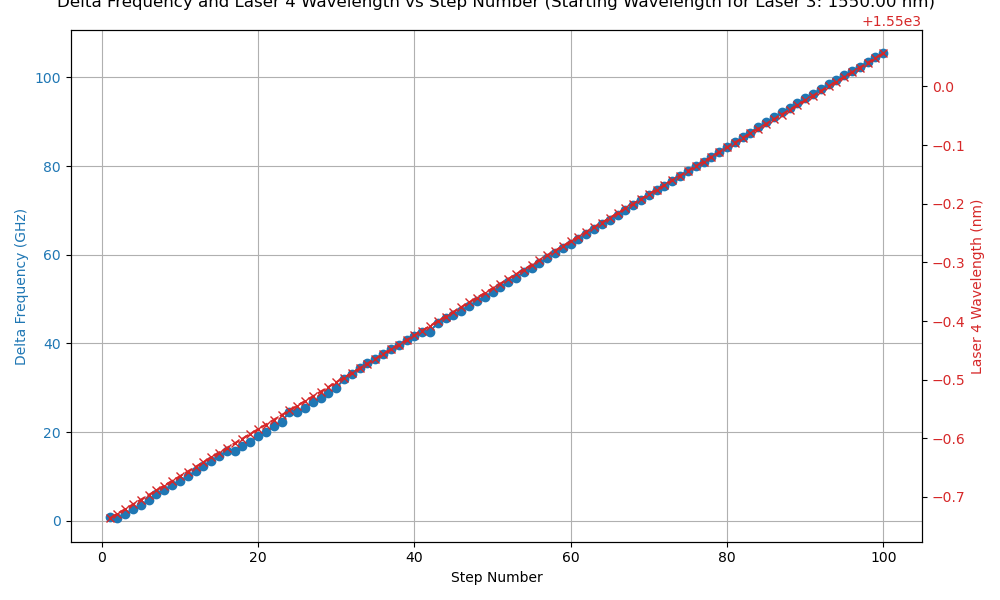 Delta Frequency and Laser 4 Wavelength vs Step Number (Starting Wavelength for Laser 3: 1550.00 nm)
+1.55e3
100
80
60
40
20
0
Delta Frequency (GHz)
0.0
−0.1
−0.2
−0.3
−0.4
−0.5
−0.6
−0.7
Laser 4 Wavelength (nm)
0 20 40 60 80 100
Step Number